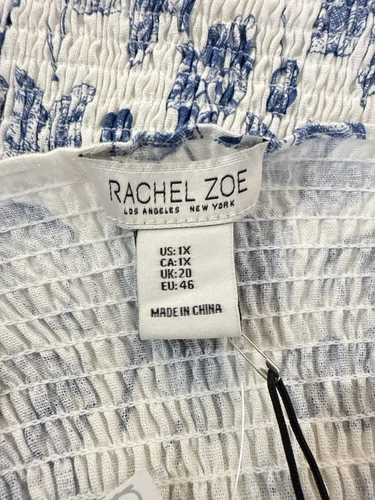 RACHEL ZOE
LOS ANGELES NEW YORK
US: 1X
CA: 1X
UK: 20
EU: 46
MADE IN CHINA